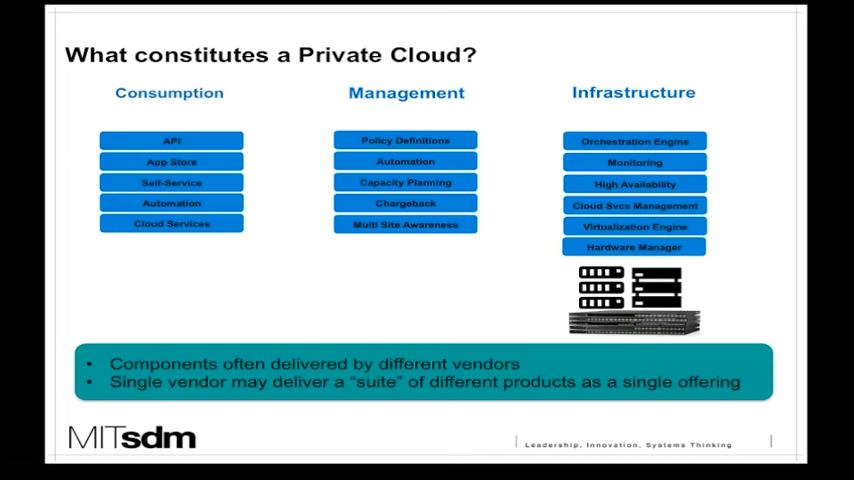 What constitutes a Private Cloud?
Consumption
API
App Store
Self-Service
Automation
Cloud Services
Management
Policy Definitions
Automation
Capacity Planning
Chargeback
Multi Site Awareness
Infrastructure
Orchestration Engine
Monitoring
High Availability
Cloud Svcs Management
Virtualization Engine
Hardware Manager
• Components often delivered by different vendors
• Single vendor may deliver a “suite” of different products as a single offering
MITsdm
Leadership, Innovation, Systems Thinking